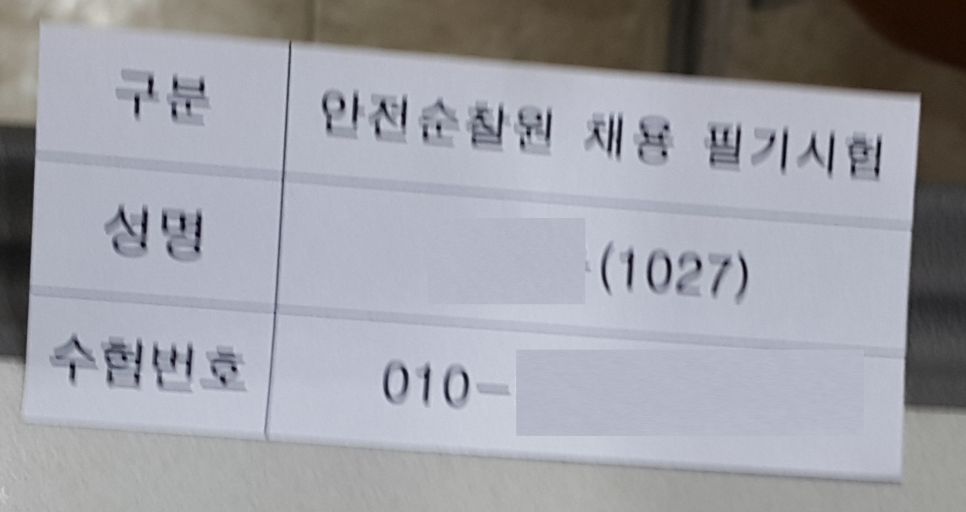 구분 안전순찰원 채용 필기시험
성명 (1027)
수험번호 010-